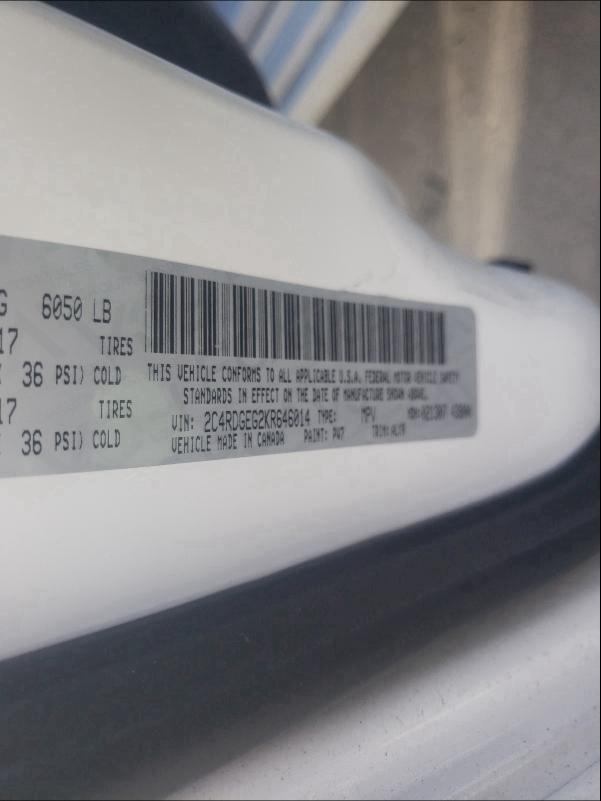 G 6050 LB
17 TIRES
36 PSI) COLD
17 TIRES
36 PSI) COLD
THIS VEHICLE CONFORMS TO ALL APPLICABLE U.S.A. FEDERAL MOTOR VEHICLE SAFETY
STANDARDS IN EFFECT ON THE DATE OF MANUFACTURE SHOWN ABOVE.
VIN: 2C4RDGEG2KR646014 TYPE: MPV MDH:
VEHICLE MADE IN CANADA PAINT: PW7 TRIM: